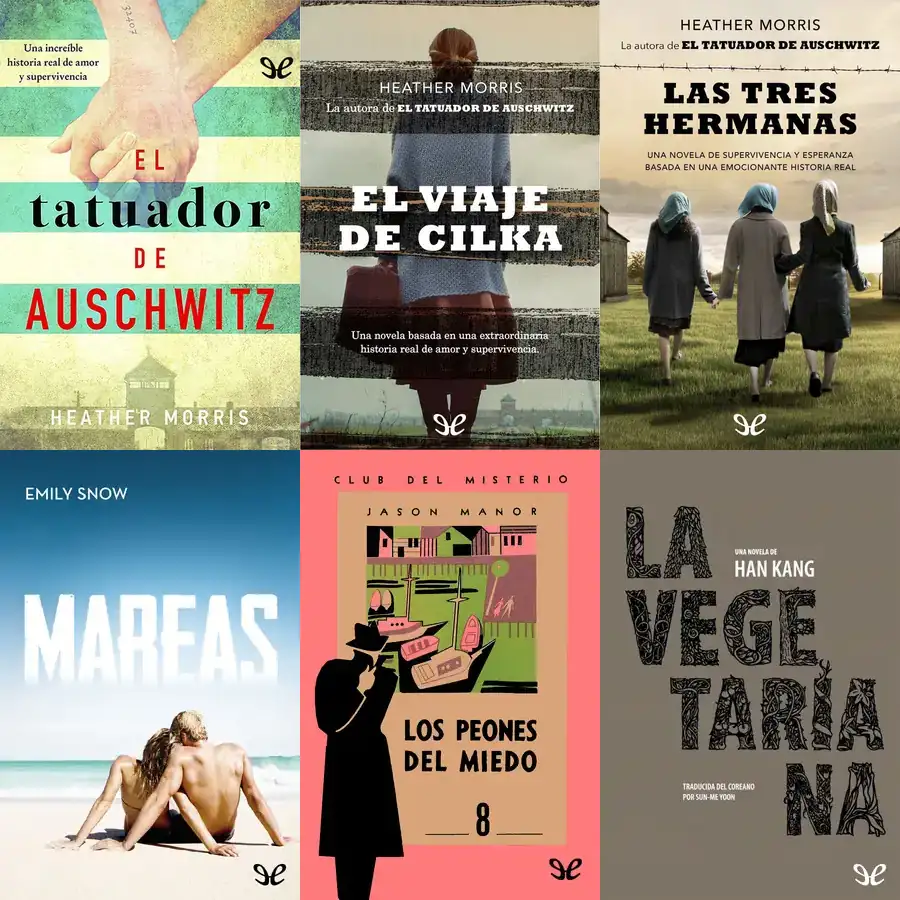 32407
Una increíble
historia real de amor
y supervivencia
EL
tatuador
DE
AUSCHWITZ
HEATHER MORRIS
HEATHER MORRIS
La autora de EL TATUADOR DE AUSCHWITZ
EL VIAJE
DE CILKA
Una novela basada en una extraordinaria
historia real de amor y supervivencia.
HEATHER MORRIS
La autora de EL TATUADOR DE AUSCHWITZ
LAS TRES
HERMANAS
UNA NOVELA DE SUPERVIVENCIA Y ESPERANZA
BASADA EN UNA EMOCIONANTE HISTORIA REAL
EMILY SNOW
MAREAS
CLUB DEL MISTERIO
JASON MANOR
LOS PEONES
DEL MIEDO
8
LA
VEGE
TARIA
NA
UNA NOVELA DE
HAN KANG
TRADUCIDA DEL COREANO
POR SUN-ME YOON